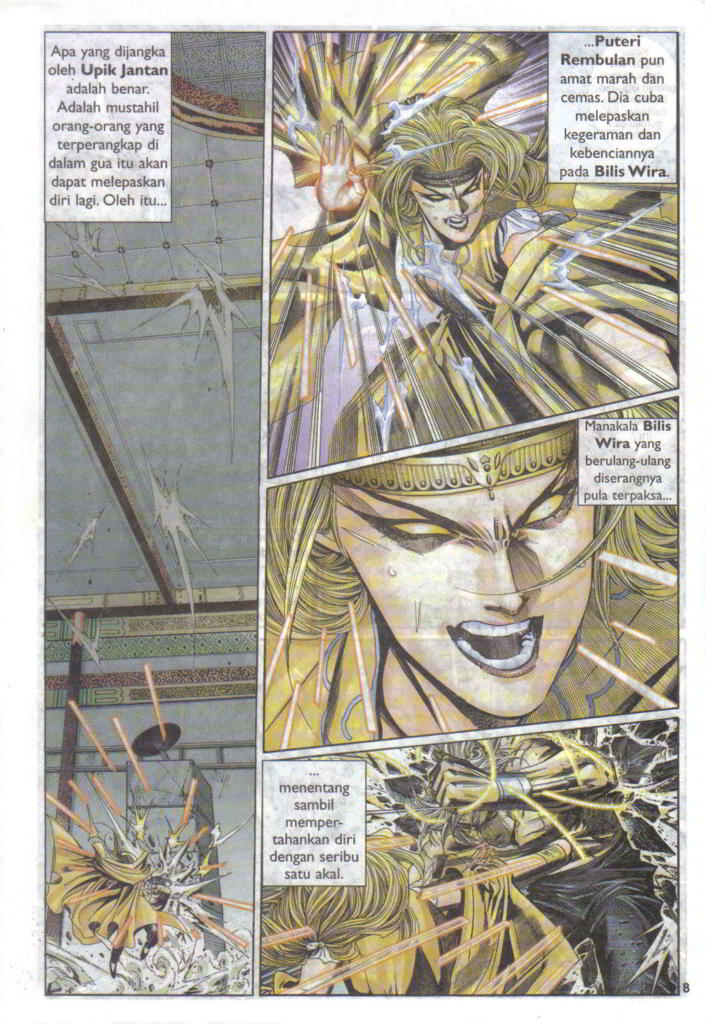 Apa yang dijangka
oleh Upik Jantan
adalah benar.
Adalah mustahil
orang-orang yang
terperangkap di
dalam gua itu akan
dapat melepaskan
diri lagi. Oleh itu...
...Puteri
Rembulan pun
amat marah dan
cemas. Dia cuba
melepaskan
kegeraman dan
kebenciannya
pada Bilis Wira.
Manakala Bilis
Wira yang
berulang-ulang
diserangnya
pula terpaksa...
...
menentang
sambil
memper-
tahankan diri
dengan seribu
satu akal.
8